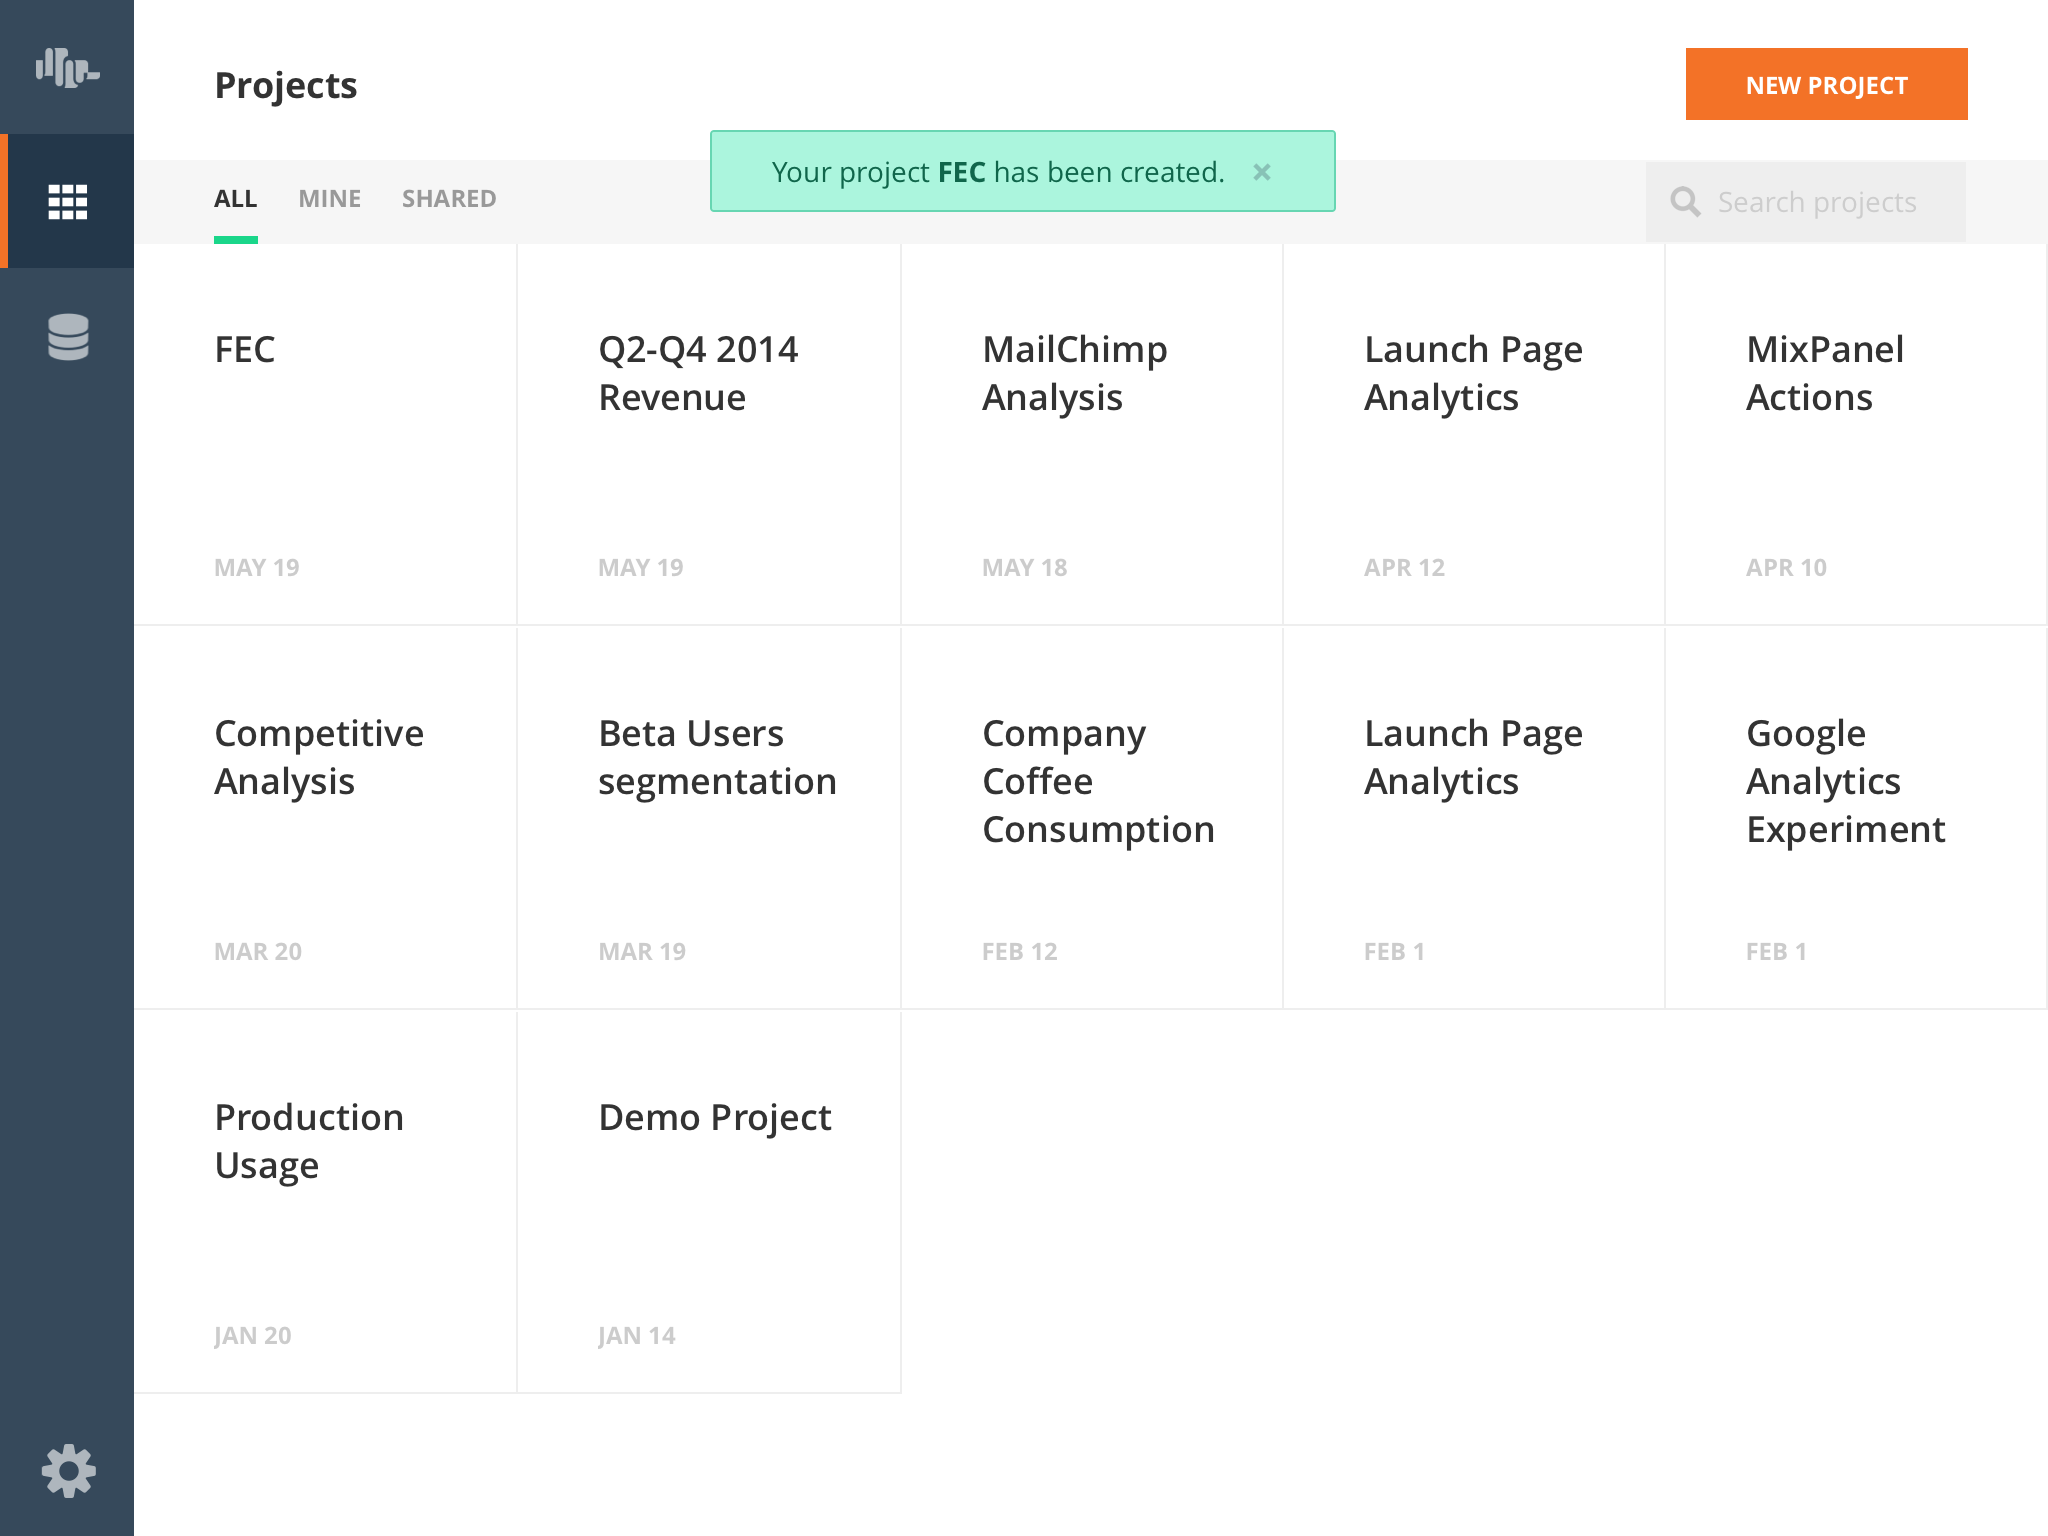 Projects
NEW PROJECT
Your project FEC has been created. ×
ALL MINE SHARED
Search projects
FEC
MAY 19
Q2-Q4 2014
Revenue
MAY 19
MailChimp
Analysis
MAY 18
Launch Page
Analytics
APR 12
MixPanel
Actions
APR 10
Competitive
Analysis
MAR 20
Beta Users
segmentation
MAR 19
Company
Coffee
Consumption
FEB 12
Launch Page
Analytics
FEB 1
Google
Analytics
Experiment
FEB 1
Production
Usage
JAN 20
Demo Project
JAN 14